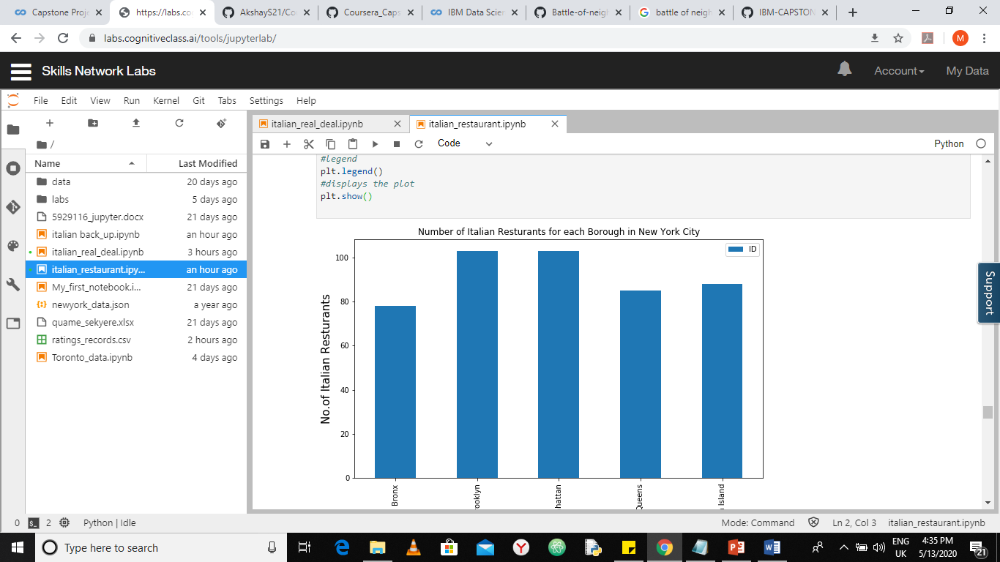 Capstone Proje
https://labs.co
AkshayS21/Co
Coursera_Caps
IBM Data Scien
Battle-of-neigh
battle of neigh
IBM-CAPSTON
labs.cognitiveclass.ai/tools/jupyterlab/
M
Skills Network Labs
Account
My Data
File Edit View Run Kernel Git Tabs Settings Help
italian_real_deal.ipynb
italian_restaurant.ipynb
/
Code
Python
Name Last Modified
data 20 days ago
labs 5 days ago
5929116_jupyter.docx 21 days ago
italian back_up.ipynb an hour ago
italian_real_deal.ipynb 3 hours ago
italian_restaurant.ipy... an hour ago
My_first_notebook.i... 21 days ago
newyork_data.json a year ago
quame_sekyere.xlsx 21 days ago
ratings_records.csv 2 hours ago
Toronto_data.ipynb 4 days ago
#legend
plt.legend()
#displays the plot
plt.show()
Number of Italian Resturants for each Borough in New York City
ID
No.of Italian Resturants
100
80
60
40
20
0
Bronx
rooklyn
hattan
Queens
Island
Support
0
2
Python | Idle
Mode: Command
Ln 2, Col 3
italian_restaurant.ipynb
Type here to search
ENG
UK
4:35 PM
5/13/2020
21